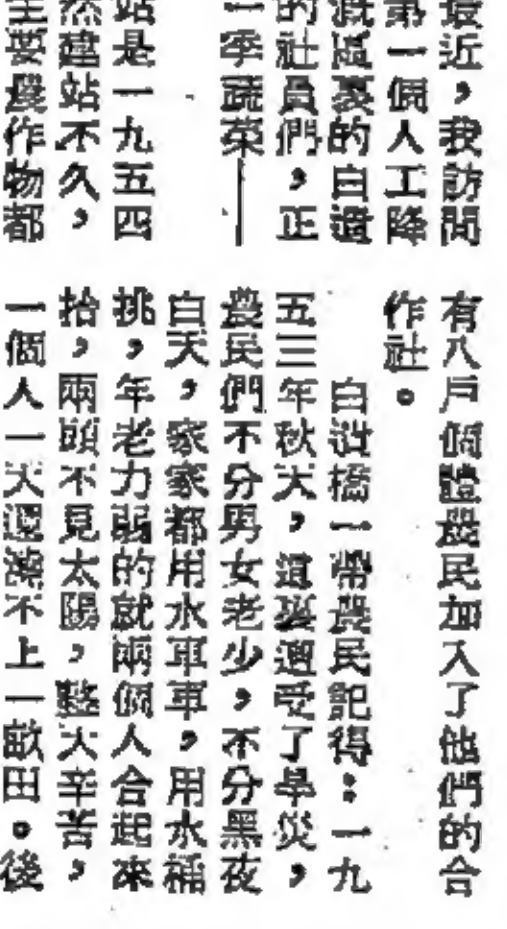 最近，我訪問
第一個人工降
溉區裏的白
的社員們，正
一季蔬菜——
站是一九五四
然建站不久，
主要農作物都
有八戶個體農民加入了他們的合
作社。
白橋一帶農民記得：一九
五三年秋天，這裏遭受了旱災，
農民們不分男女老少，不分黑夜
白天，家家都用水車車，用水桶
挑，年老力弱的就兩個人合起來
抬，兩頭不見太陽，整天辛苦，
一個人一天還澆不上一畝田。後